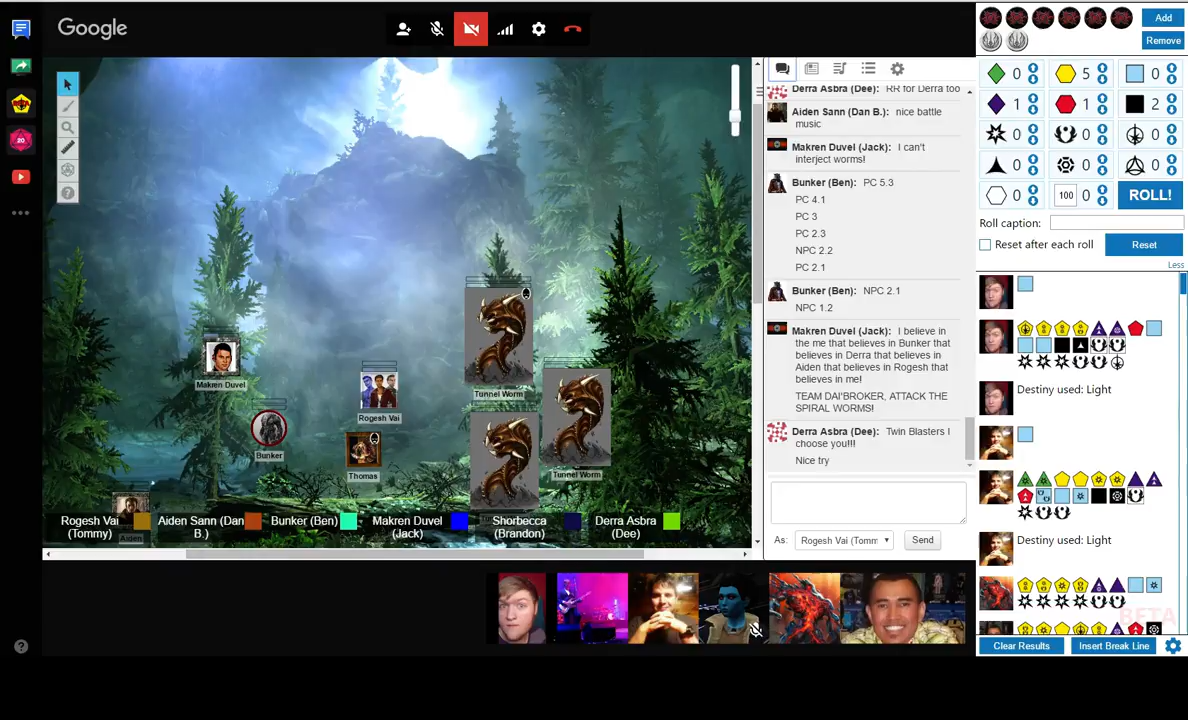 Google
Derra Asbra (Dee): RR for Derra too
Aiden Sann (Dan B.): nice battle
music
Makren Duvel (Jack): I can't
interject worms!
Bunker (Ben): PC 5.3
PC 4.1
PC 3
PC 2.3
NPC 2.2
PC 2.1
Bunker (Ben): NPC 2.1
NPC 1.2
Makren Duvel (Jack): I believe in
the me that believes in Bunker that
believes in Derra that believes in
Aiden that believes in Rogesh that
believes in me!
TEAM DAI'BROKER, ATTACK THE
SPIRAL WORMS!
Derra Asbra (Dee): Twin Blasters I
choose you!!!
Nice try
As: Rogesh Vai (Tomm
Send
Makren Duvel
Bunker
Rogesh Vai
Thomas
Tunnel Worm
Tunnel Worm
Aiden
Rogesh Vai
(Tommy)
Aiden Sann (Dan
B.)
Bunker (Ben)
Makren Duvel
(Jack)
Shorbecca
(Brandon)
Derra Asbra
(Dee)
20
?
?
Add
Remove
0 5 0
1 1 2
0 0 0
0 0 0
0 100 0 ROLL!
Roll caption:
Reset after each roll
Reset
Less
Destiny used: Light
Destiny used: Light
BETA
Clear Results
Insert Break Line